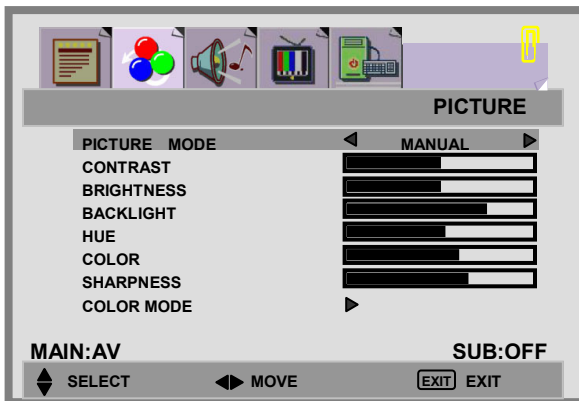 PICTURE
PICTURE MODE MANUAL
CONTRAST
BRIGHTNESS
BACKLIGHT
HUE
COLOR
SHARPNESS
COLOR MODE
MAIN:AV SUB:OFF
SELECT MOVE EXIT EXIT